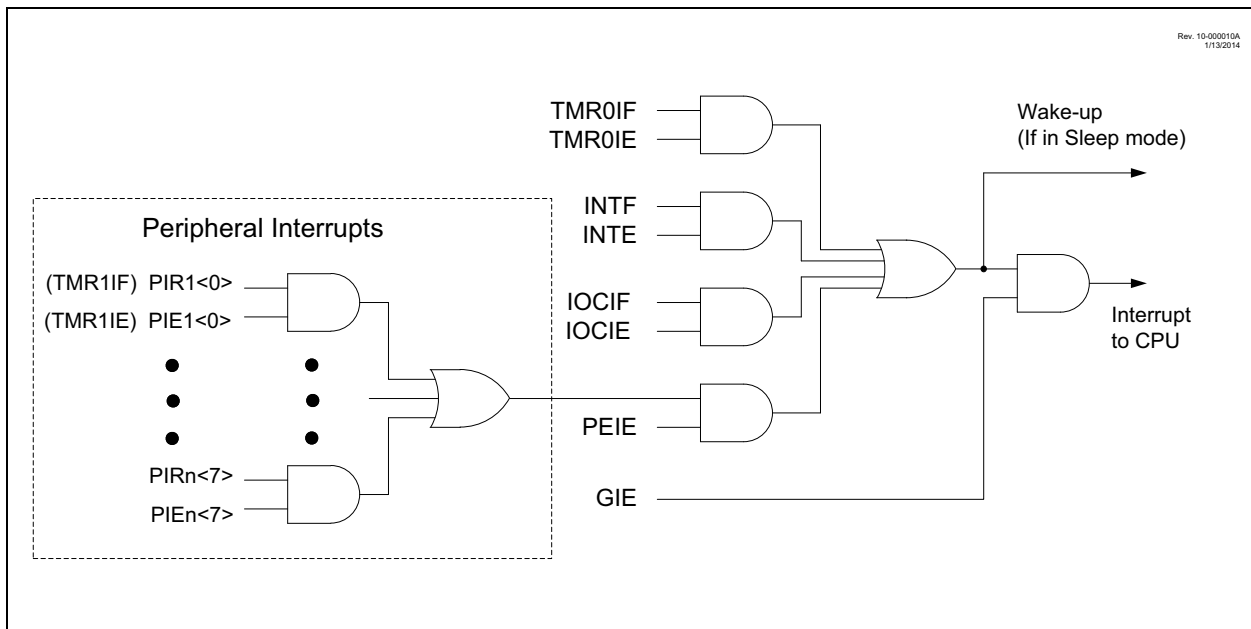 Rev. 10-000010A
1/13/2014
TMR0IF
TMR0IE
Wake-up
(If in Sleep mode)
INTF
INTE
Peripheral Interrupts
(TMR1IF) PIR1<0>
(TMR1IE) PIE1<0>
IOCIF
IOCIE
Interrupt
to CPU
PEIE
PIRn<7>
PIEn<7>
GIE